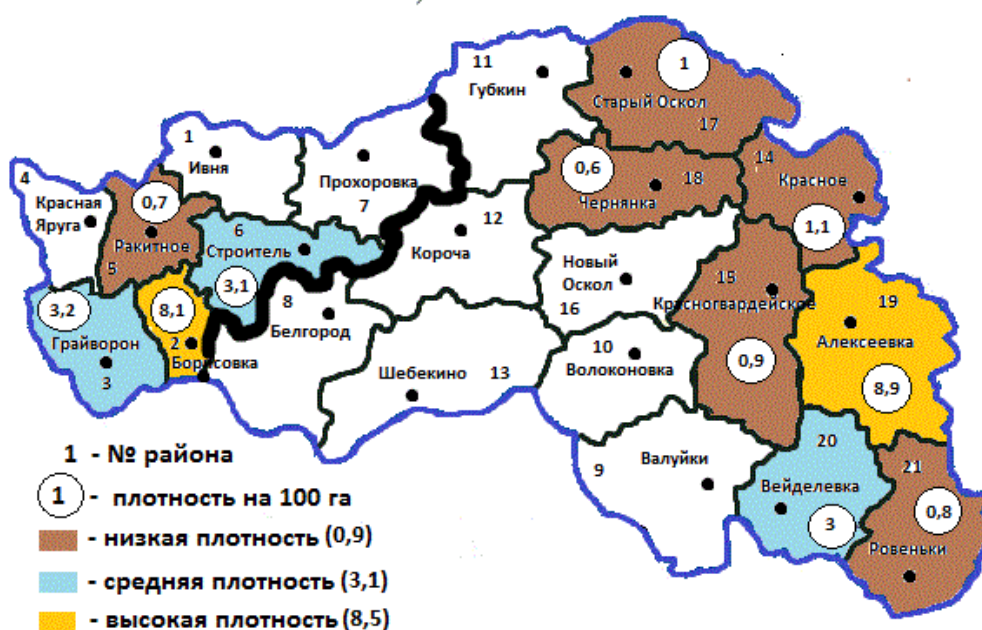 11
Губкин
1
Старый Оскол
17
1
Ивня
Прохоровка
7
4
Красная
Яруга
0,7
Ракитное
5
6
Строитель
3,1
0,6
Чернянка
18
14
Красное
1,1
12
Короча
Новый
Оскол
16
15
Красногвардейское
0,9
19
Алексеевка
8,9
3,2
Грайворон
3
8,1
2
Борисовка
8
Белгород
Шебекино
13
10
Волоконовка
9
Валуйки
20
Вейделевка
3
21
0,8
Ровеньки
1 - № района
1 - плотность на 100 га
- низкая плотность (0,9)
- средняя плотность (3,1)
- высокая плотность (8,5)